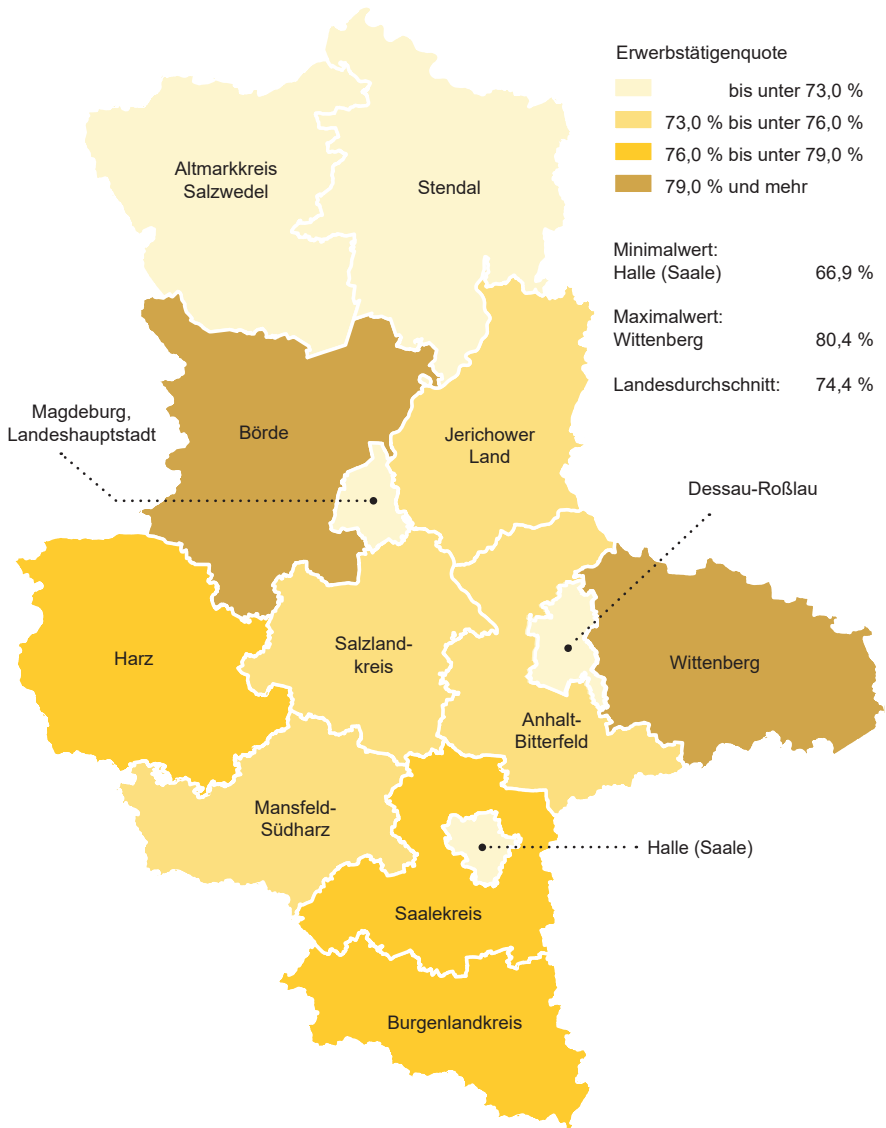 Erwerbstätigenquote
bis unter 73,0 %
73,0 % bis unter 76,0 %
76,0 % bis unter 79,0 %
79,0 % und mehr
Minimalwert:
Halle (Saale) 66,9 %
Maximalwert:
Wittenberg 80,4 %
Landesdurchschnitt: 74,4 %
Altmarkkreis
Salzwedel
Stendal
Magdeburg,
Landeshauptstadt
Börde
Jerichower
Land
Dessau-Roßlau
Harz
Salzland-
kreis
Wittenberg
Anhalt-
Bitterfeld
Mansfeld-
Südharz
Halle (Saale)
Saalekreis
Burgenlandkreis